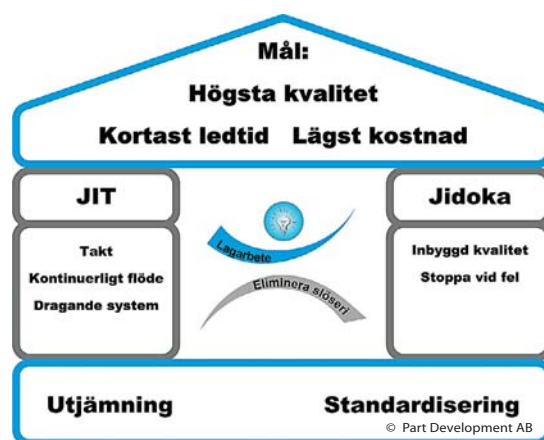 Mål:
Högsta kvalitet
Kortast ledtid Lägst kostnad
JIT
Takt
Kontinuerligt flöde
Dragande system
Lagarbete
Eliminera slöseri
Jidoka
Inbyggd kvalitet
Stoppa vid fel
Utjämning Standardisering
© Part Development AB